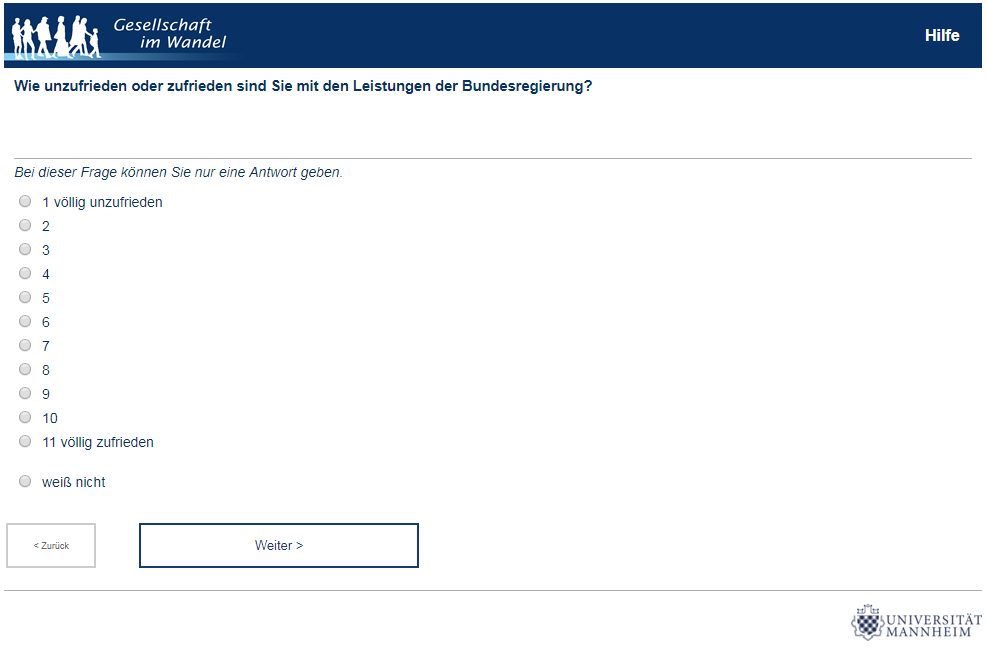 Gesellschaft
im Wandel
Hilfe
Wie unzufrieden oder zufrieden sind Sie mit den Leistungen der Bundesregierung?
Bei dieser Frage können Sie nur eine Antwort geben.
1 völlig unzufrieden
2
3
4
5
6
7
8
9
10
11 völlig zufrieden
weiß nicht
< Zurück
Weiter >
UNIVERSITÄT
MANNHEIM